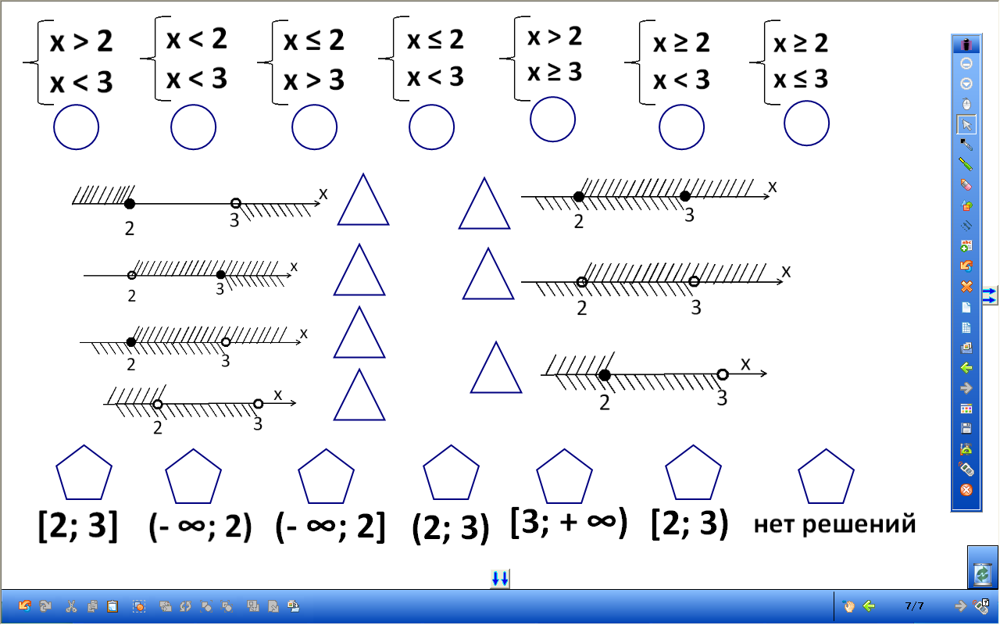 x > 2 x < 2 x ≤ 2 x ≤ 2 x > 2 x ≥ 2 x ≥ 2
x < 3 x < 3 x > 3 x < 3 x ≥ 3 x < 3 x ≤ 3
x x
2 3 2 3
x x
2 3 2 3
x
2 3
x x
2 3 2 3
[2; 3] (- ∞; 2) (- ∞; 2] (2; 3) [3; + ∞) [2; 3) нет решений
abc
7/7